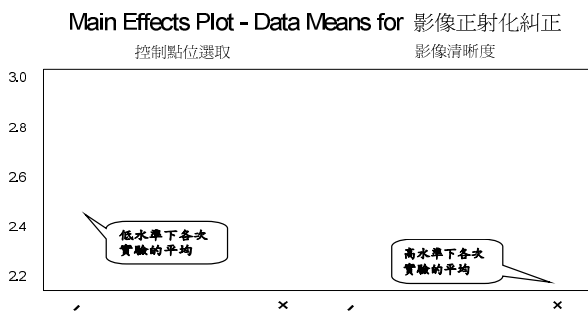 Main Effects Plot - Data Means for 影像正射化糾正
控制點位選取
影像清晰度
3.0
2.8
2.6
2.4
2.2
低水準下各次
實驗的平均
高水準下各次
實驗的平均